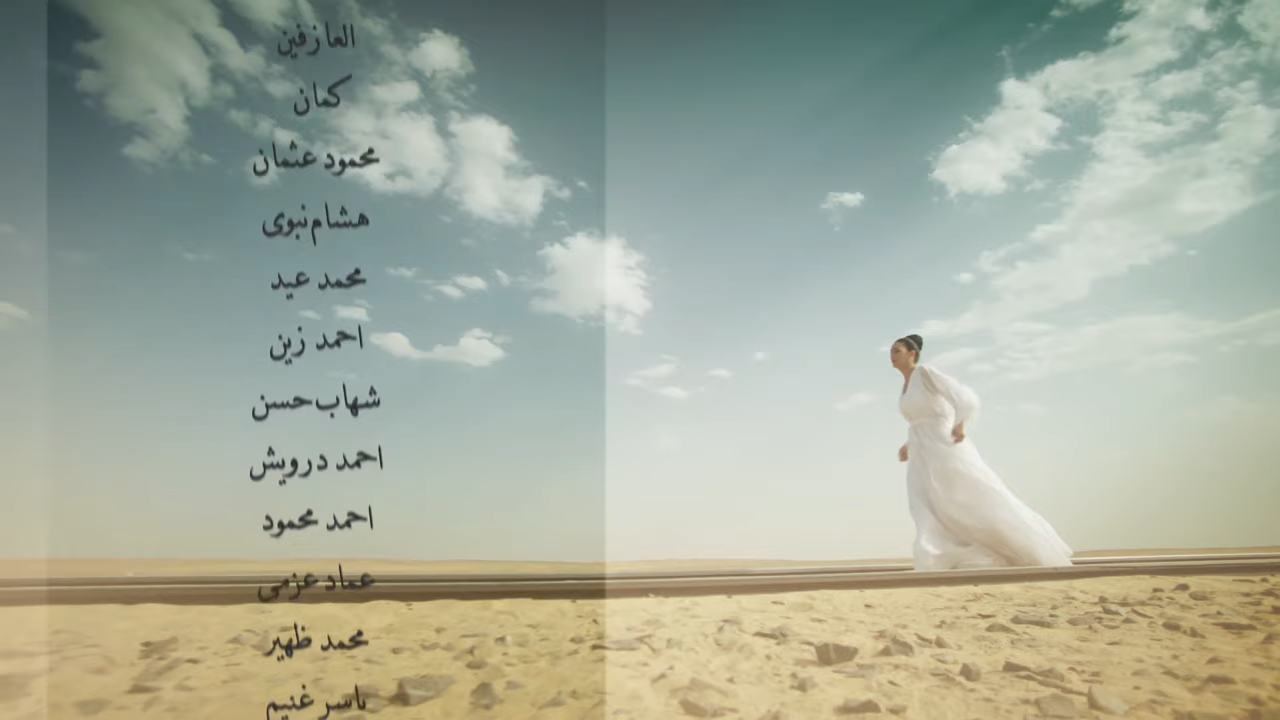 العازفين
كمان
محمود عثمان
هشام نبوى
محمد عيد
احمد زين
شهاب حسن
احمد درويش
احمد محمود
عماد عزمى
محمد ظهير
ياسر غنيم